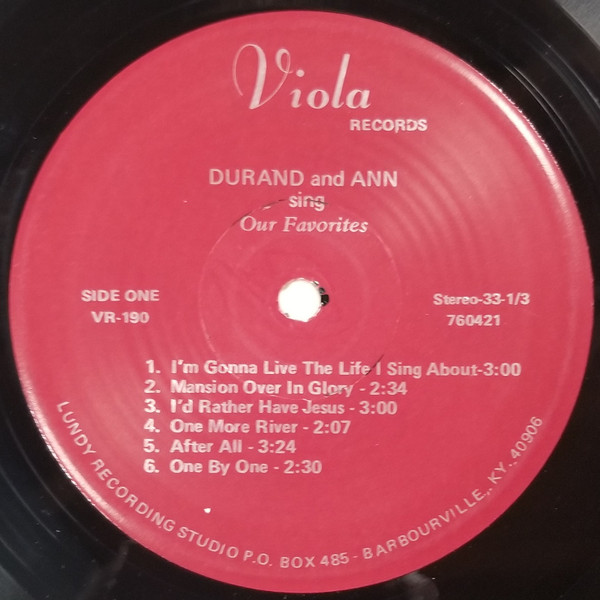 Viola
RECORDS
DURAND and ANN
sing
Our Favorites
SIDE ONE
VR-190
Stereo-33-1/3
760421
1. I'm Gonna Live The Life I Sing About-3:00
2. Mansion Over In Glory - 2:34
3. I'd Rather Have Jesus - 3:00
4. One More River - 2:07
5. After All - 3:24
6. One By One - 2:30
LUNDY RECORDING STUDIO P.O. BOX 485 - BARBOURVILLE, KY. 40906